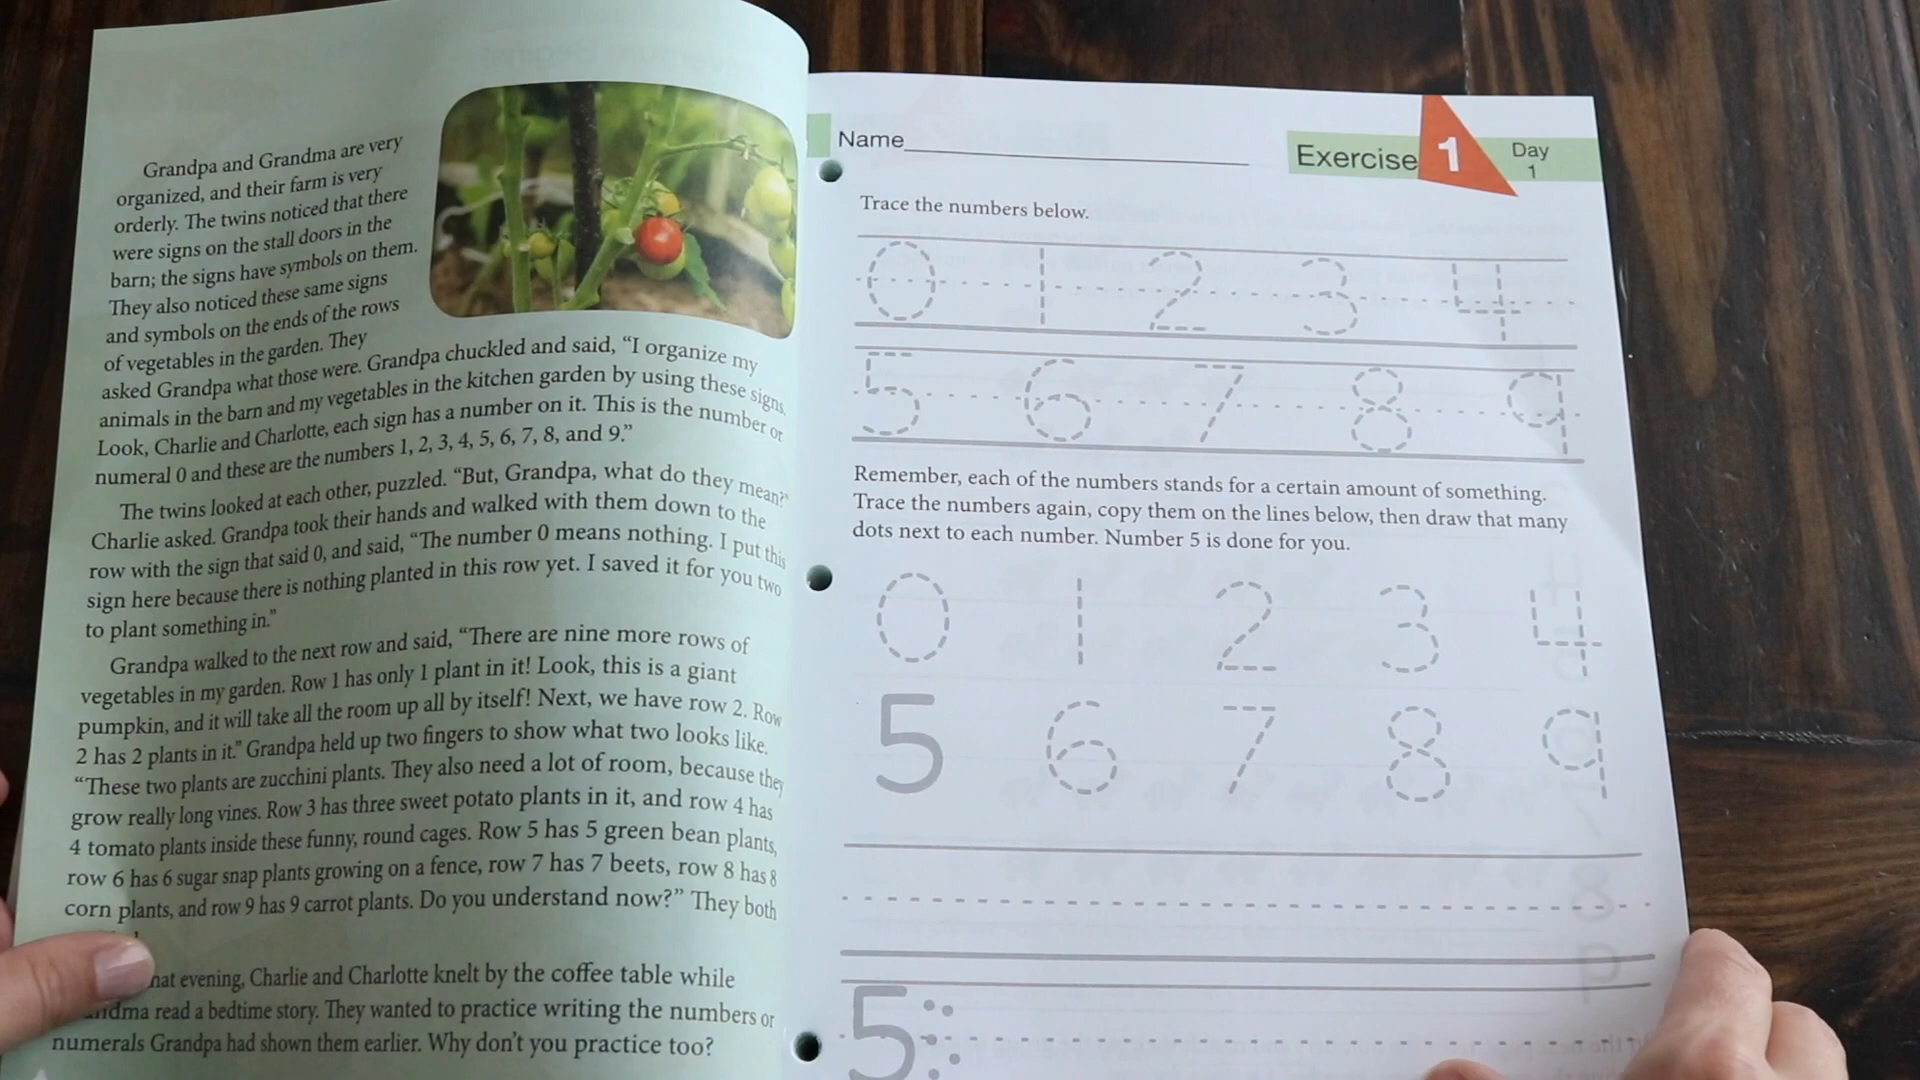 Grandpa and Grandma are very
organized, and their farm is very
orderly. The twins noticed that there
were signs on the stall doors in the
barn; the signs have symbols on them.
They also noticed these same signs
and symbols on the ends of the rows
of vegetables in the garden. They
asked Grandpa what those were. Grandpa chuckled and said, “I organize my
animals in the barn and my vegetables in the kitchen garden by using these signs.
Look, Charlie and Charlotte, each sign has a number on it. This is the number or
numeral 0 and these are the numbers 1, 2, 3, 4, 5, 6, 7, 8, and 9.”
The twins looked at each other, puzzled. “But, Grandpa, what do they mean?”
Charlie asked. Grandpa took their hands and walked with them down to the
row with the sign that said 0, and said, “The number 0 means nothing. I put this
sign here because there is nothing planted in this row yet. I saved it for you two
to plant something in.”
Grandpa walked to the next row and said, “There are nine more rows of
vegetables in my garden. Row 1 has only 1 plant in it! Look, this is a giant
pumpkin, and it will take all the room up all by itself! Next, we have row 2. Row
2 has 2 plants in it.” Grandpa held up two fingers to show what two looks like.
“These two plants are zucchini plants. They also need a lot of room, because they
grow really long vines. Row 3 has three sweet potato plants in it, and row 4 has
4 tomato plants inside these funny, round cages. Row 5 has 5 green bean plants,
row 6 has 6 sugar snap plants growing on a fence, row 7 has 7 beets, row 8 has 8
corn plants, and row 9 has 9 carrot plants. Do you understand now?” They both
evening, Charlie and Charlotte knelt by the coffee table while
read a bedtime story. They wanted to practice writing the numbers or
numerals Grandpa had shown them earlier. Why don’t you practice too?
Name
Exercise 1 Day 1
Trace the numbers below.
0 1 2 3 4
5 6 7 8 9
Remember, each of the numbers stands for a certain amount of something.
Trace the numbers again, copy them on the lines below, then draw that many
dots next to each number. Number 5 is done for you.
0 1 2 3 4
5 6 7 8 9
5